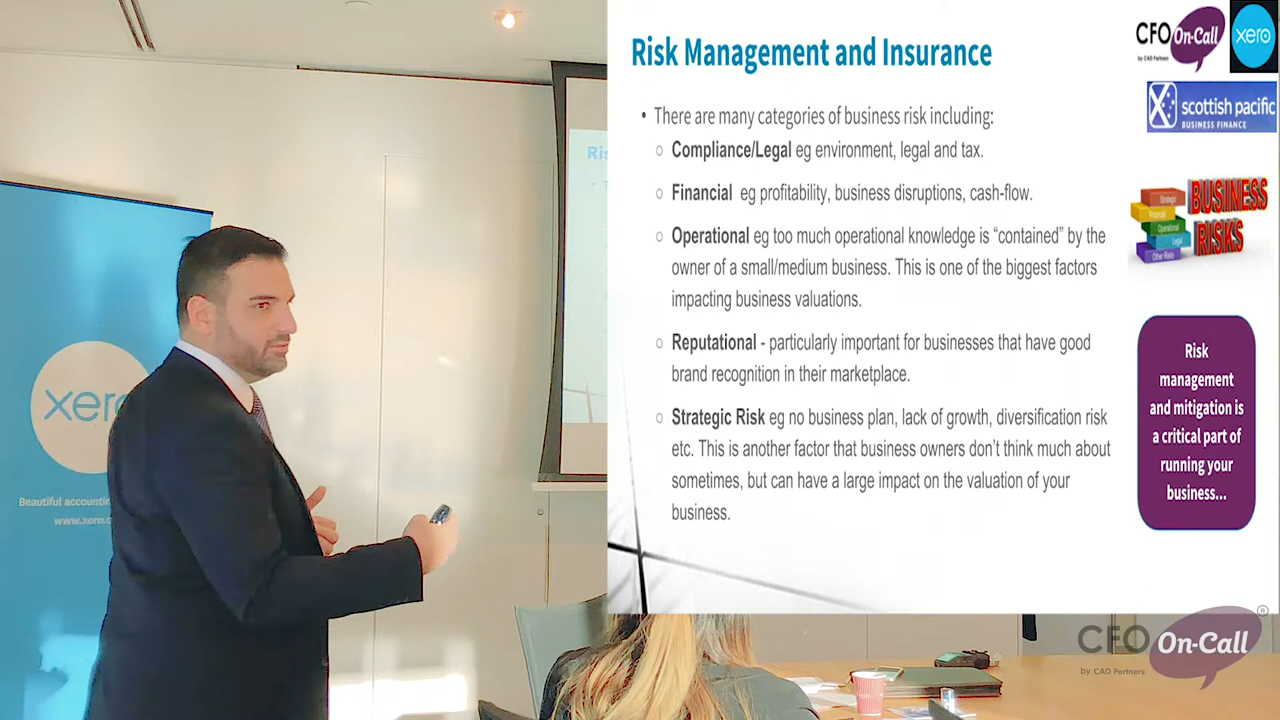 Risk Management and Insurance
• There are many categories of business risk including:
○ Compliance/Legal eg environment, legal and tax.
○ Financial eg profitability, business disruptions, cash-flow.
○ Operational eg too much operational knowledge is “contained” by the
owner of a small/medium business. This is one of the biggest factors
impacting business valuations.
○ Reputational - particularly important for businesses that have good
brand recognition in their marketplace.
○ Strategic Risk eg no business plan, lack of growth, diversification risk
etc. This is another factor that business owners don’t think much about
sometimes, but can have a large impact on the valuation of your
business.
CFO On-Call
by CAD Partners
xero
scottish pacific
BUSINESS FINANCE
Strategic
Financial
Operational
Legal
Other Risks
BUSINESS
RISKS
Risk
management
and mitigation is
a critical part of
running your
business...
Ris
xero
Beautiful
www.xero
CFO On-Call ®
by CAD Partners